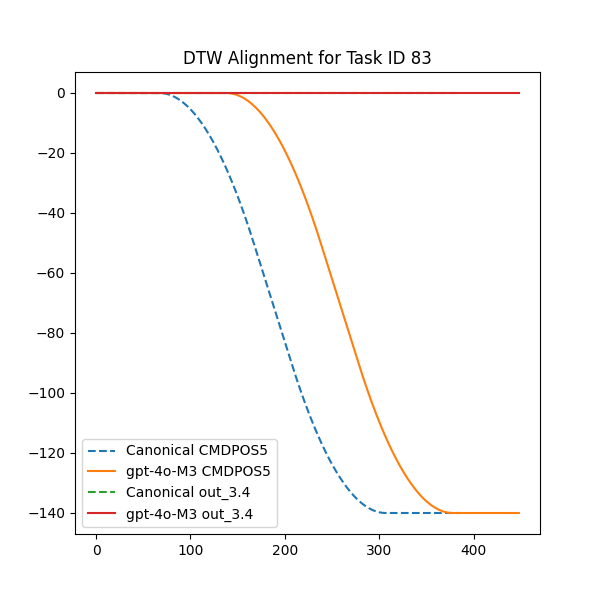 DTW Alignment for Task ID 83
0
−20
−40
−60
−80
−100
−120
−140
Canonical CMDPOS5
gpt-4o-M3 CMDPOS5
Canonical out_3.4
gpt-4o-M3 out_3.4
0 100 200 300 400